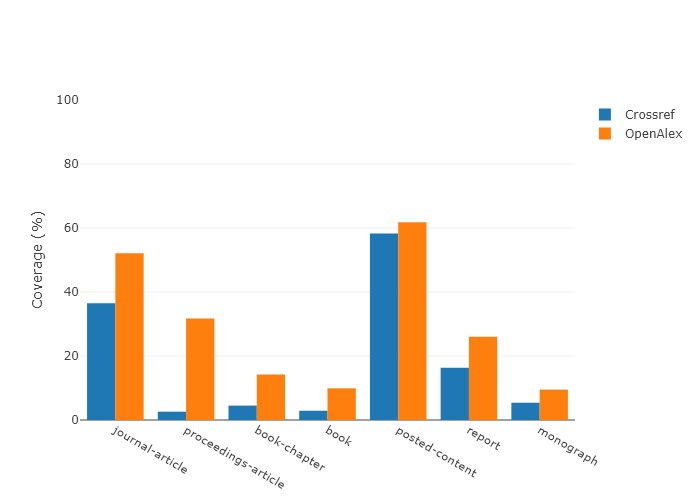 100
80
60
40
20
0
Coverage (%)
Crossref
OpenAlex
journal-article
proceedings-article
book-chapter
book
posted-content
report
monograph